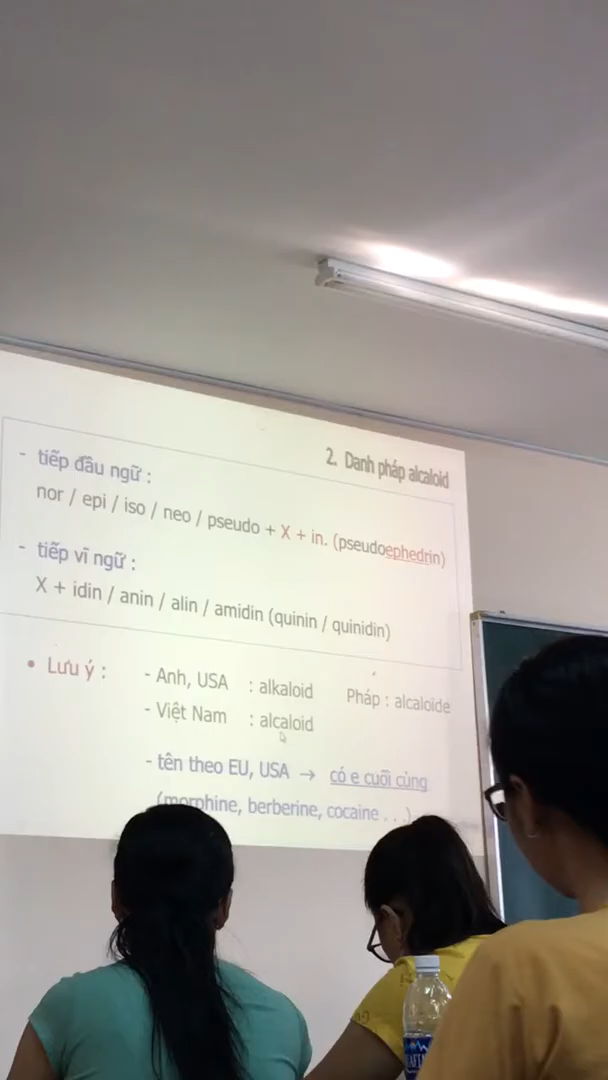 2. Danh pháp alcaloid
- tiếp đầu ngữ :
nor / epi / iso / neo / pseudo + X + in. (pseudoephedrin)
- tiếp vĩ ngữ :
X + idin / anin / alin / amidin (quinin / quinidin)
• Lưu ý : - Anh, USA : alkaloid Pháp : alcaloide
- Việt Nam : alcaloid
- tên theo EU, USA → có e cuối cùng
(morphine, berberine, cocaine . . .)